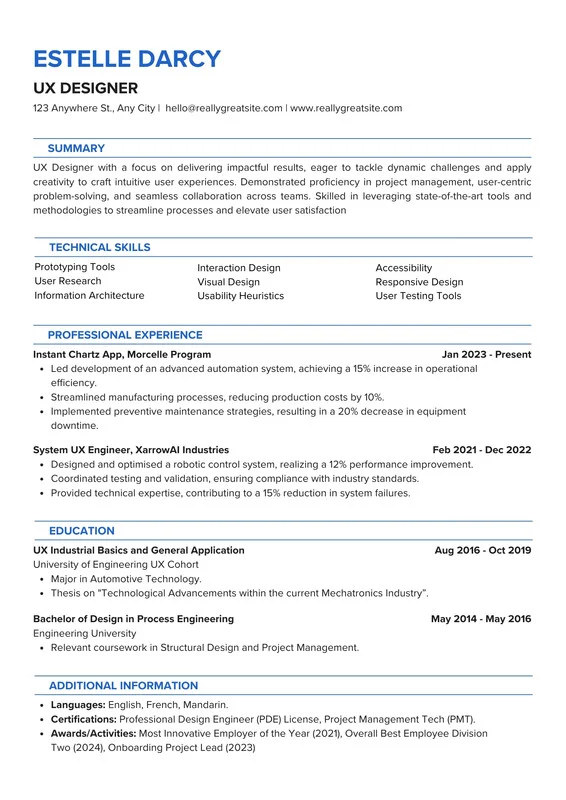 ESTELLE DARCY
UX DESIGNER
123 Anywhere St., Any City | hello@reallygreatsite.com | www.reallygreatsite.com
SUMMARY
UX Designer with a focus on delivering impactful results, eager to tackle dynamic challenges and apply
creativity to craft intuitive user experiences. Demonstrated proficiency in project management, user-centric
problem-solving, and seamless collaboration across teams. Skilled in leveraging state-of-the-art tools and
methodologies to streamline processes and elevate user satisfaction
TECHNICAL SKILLS
Prototyping Tools
User Research
Information Architecture
Interaction Design
Visual Design
Usability Heuristics
Accessibility
Responsive Design
User Testing Tools
PROFESSIONAL EXPERIENCE
Instant Chartz App, Morcelle Program Jan 2023 - Present
• Led development of an advanced automation system, achieving a 15% increase in operational
efficiency.
• Streamlined manufacturing processes, reducing production costs by 10%.
• Implemented preventive maintenance strategies, resulting in a 20% decrease in equipment
downtime.
System UX Engineer, XarrowAI Industries Feb 2021 - Dec 2022
• Designed and optimised a robotic control system, realizing a 12% performance improvement.
• Coordinated testing and validation, ensuring compliance with industry standards.
• Provided technical expertise, contributing to a 15% reduction in system failures.
EDUCATION
UX Industrial Basics and General Application Aug 2016 - Oct 2019
University of Engineering UX Cohort
• Major in Automotive Technology.
• Thesis on "Technological Advancements within the current Mechatronics Industry".
Bachelor of Design in Process Engineering May 2014 - May 2016
Engineering University
• Relevant coursework in Structural Design and Project Management.
ADDITIONAL INFORMATION
• Languages: English, French, Mandarin.
• Certifications: Professional Design Engineer (PDE) License, Project Management Tech (PMT).
• Awards/Activities: Most Innovative Employer of the Year (2021), Overall Best Employee Division
Two (2024), Onboarding Project Lead (2023)